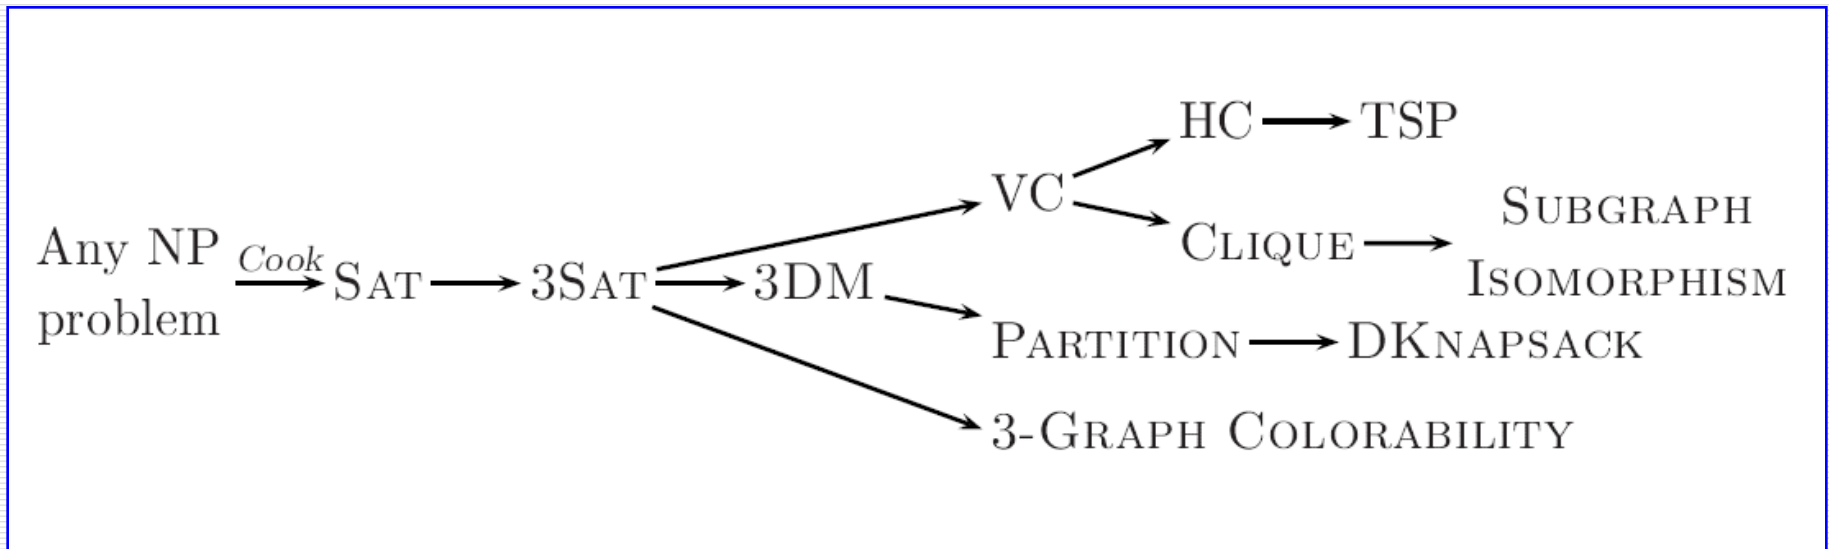 Any NP
problem
Cook
SAT
3SAT
VC
HC
TSP
CLIQUE
SUBGRAPH
ISOMORPHISM
3DM
PARTITION
DKNAPSACK
3-GRAPH COLORABILITY